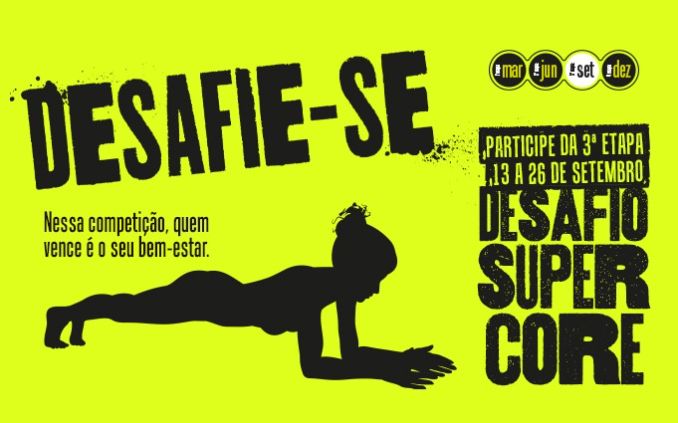 DESAFIE-SE
mar jun set dez
Nessa competição, quem
vence é o seu bem-estar.
PARTICIPE DA 3ª ETAPA
13 A 26 DE SETEMBRO
DESAFIO
SUPER
CORE